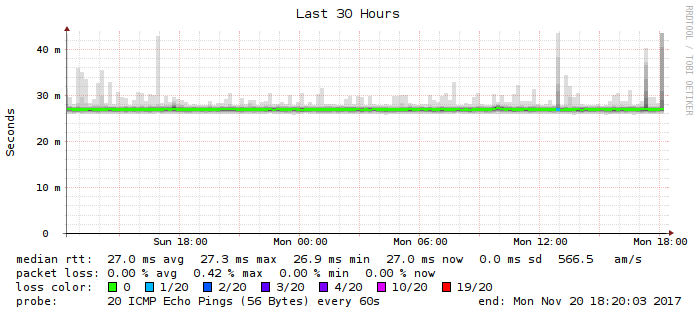 Last 30 Hours
RRDTOOL / TOBI OETIKER
Seconds
40 m
30 m
20 m
10 m
0
Sun 18:00 Mon 00:00 Mon 06:00 Mon 12:00 Mon 18:00
median rtt: 27.0 ms avg 27.3 ms max 26.9 ms min 27.0 ms now 0.0 ms sd 566.5 am/s
packet loss: 0.00 % avg 0.42 % max 0.00 % min 0.00 % now
loss color: 0 1/20 2/20 3/20 4/20 10/20 19/20
probe: 20 ICMP Echo Pings (56 Bytes) every 60s end: Mon Nov 20 18:20:03 2017